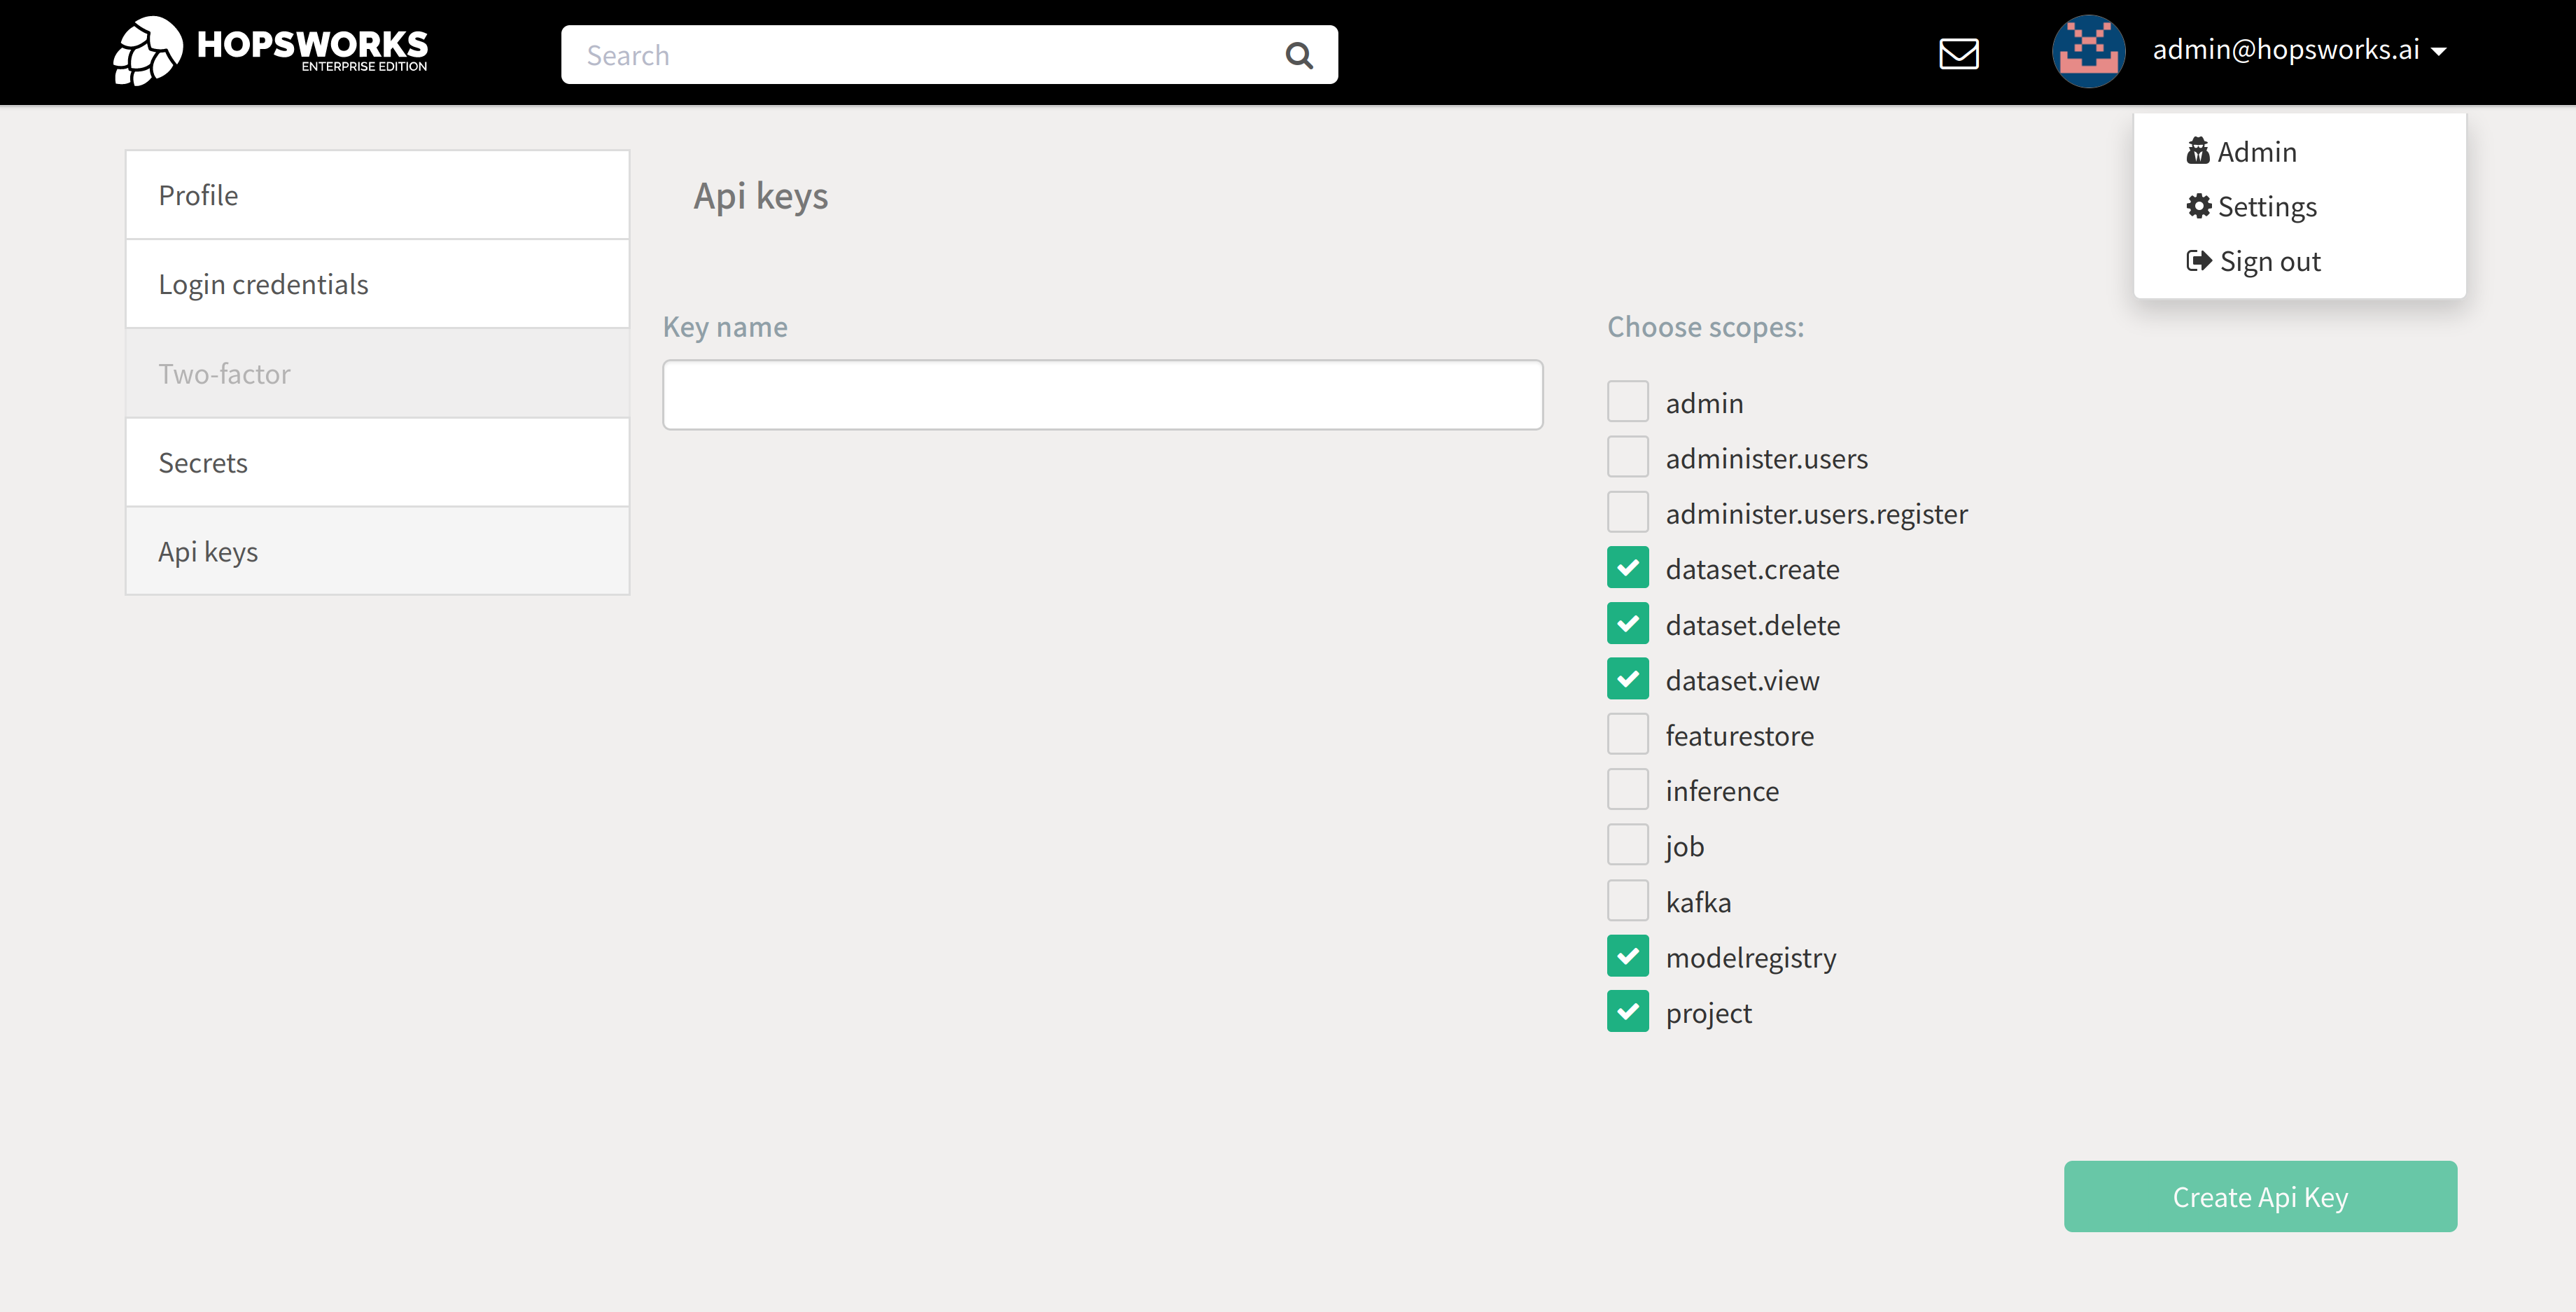 HOPSWORKS
ENTERPRISE EDITION
Search
admin@hopsworks.ai
Admin
Settings
Sign out
Profile
Login credentials
Two-factor
Secrets
Api keys
Api keys
Key name
Choose scopes:
admin
administer.users
administer.users.register
dataset.create
dataset.delete
dataset.view
featurestore
inference
job
kafka
modelregistry
project
Create Api Key